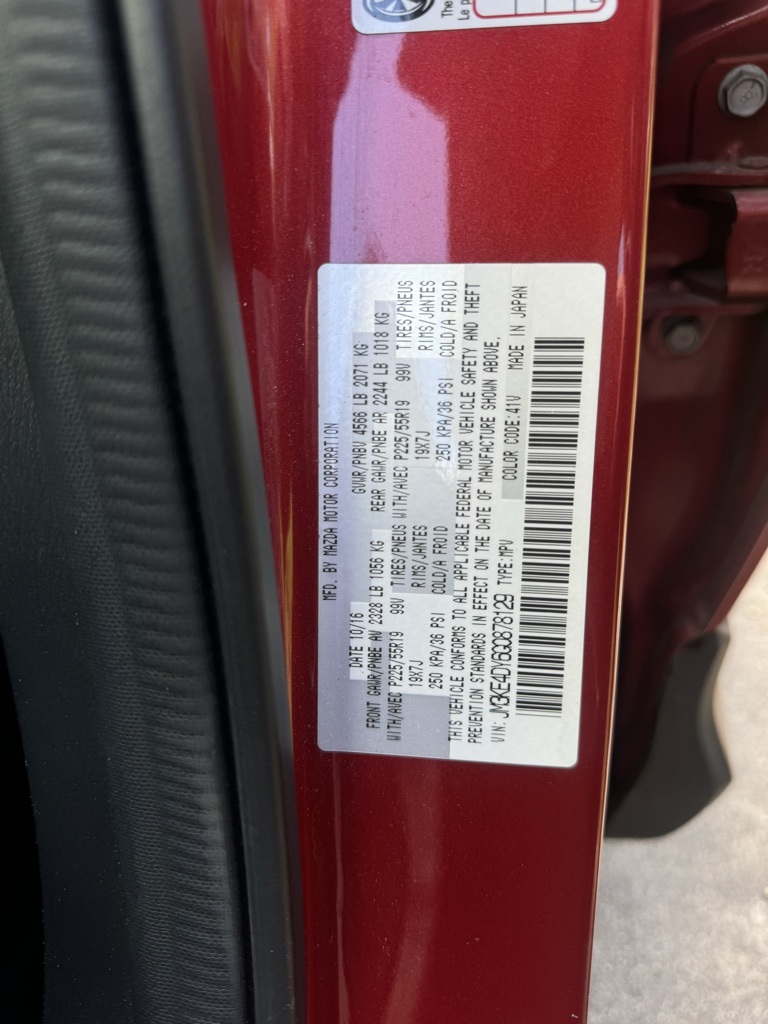 The
Le p
MFD. BY MAZDA MOTOR CORPORATION
DATE 10/16 GVWR/PNBV 4566 LB 2071 KG
FRONT GAWR/PNBE AV 2328 LB 1056 KG REAR GAWR/PNBE AR 2244 LB 1018 KG
WITH/AVEC P225/55R19 99V TIRES/PNEUS WITH/AVEC P225/55R19 99V TIRES/PNEUS
19X7J RIMS/JANTES 19X7J RIMS/JANTES
250 KPA/36 PSI COLD/A FROID 250 KPA/36 PSI COLD/A FROID
THIS VEHICLE CONFORMS TO ALL APPLICABLE FEDERAL MOTOR VEHICLE SAFETY AND THEFT
PREVENTION STANDARDS IN EFFECT ON THE DATE OF MANUFACTURE SHOWN ABOVE.
VIN: JM3KE4DY6G0878129 TYPE:MPV COLOR CODE:41V MADE IN JAPAN